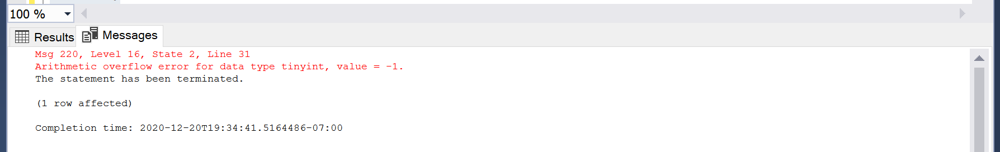 100 %
Results
Messages
Msg 220, Level 16, State 2, Line 31
Arithmetic overflow error for data type tinyint, value = -1.
The statement has been terminated.
(1 row affected)
Completion time: 2020-12-20T19:34:41.5164486-07:00